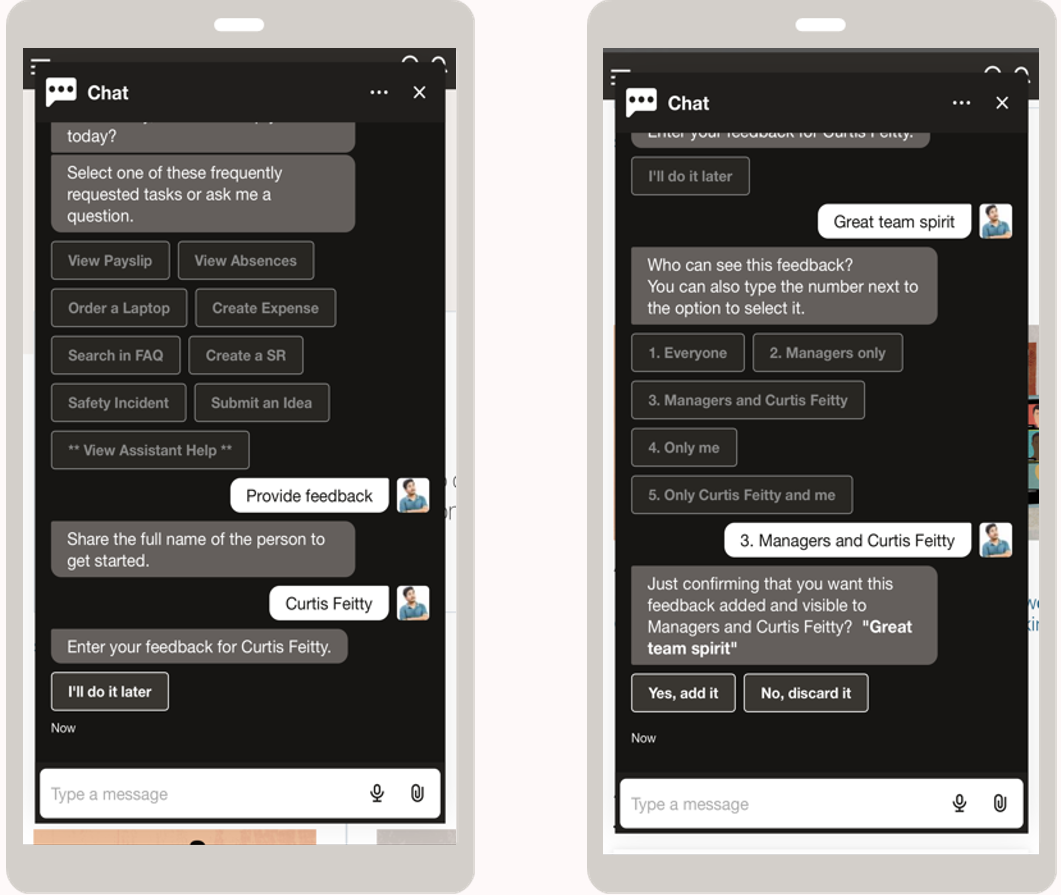 Chat
today?
Select one of these frequently
requested tasks or ask me a
question.
View Payslip
View Absences
Order a Laptop
Create Expense
Search in FAQ
Create a SR
Safety Incident
Submit an Idea
** View Assistant Help **
Provide feedback
Share the full name of the person to
get started.
Curtis Feitty
Enter your feedback for Curtis Feitty.
I'll do it later
Now
Type a message
Chat
Enter your feedback for Curtis Feitty.
I'll do it later
Great team spirit
Who can see this feedback?
You can also type the number next to
the option to select it.
1. Everyone
2. Managers only
3. Managers and Curtis Feitty
4. Only me
5. Only Curtis Feitty and me
3. Managers and Curtis Feitty
Just confirming that you want this
feedback added and visible to
Managers and Curtis Feitty? "Great
team spirit"
Yes, add it
No, discard it
Now
Type a message